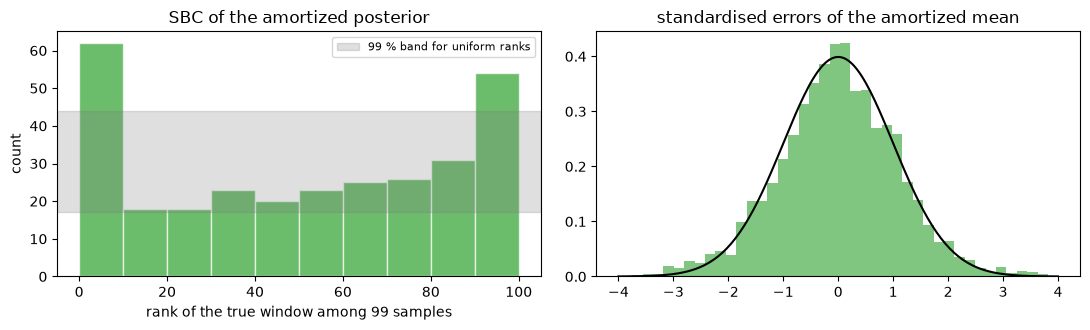 SBC of the amortized posterior
99 % band for uniform ranks
count
60
50
40
30
20
10
0
0 20 40 60 80 100
rank of the true window among 99 samples
standardised errors of the amortized mean
0.4
0.3
0.2
0.1
0.0
−4 −3 −2 −1 0 1 2 3 4